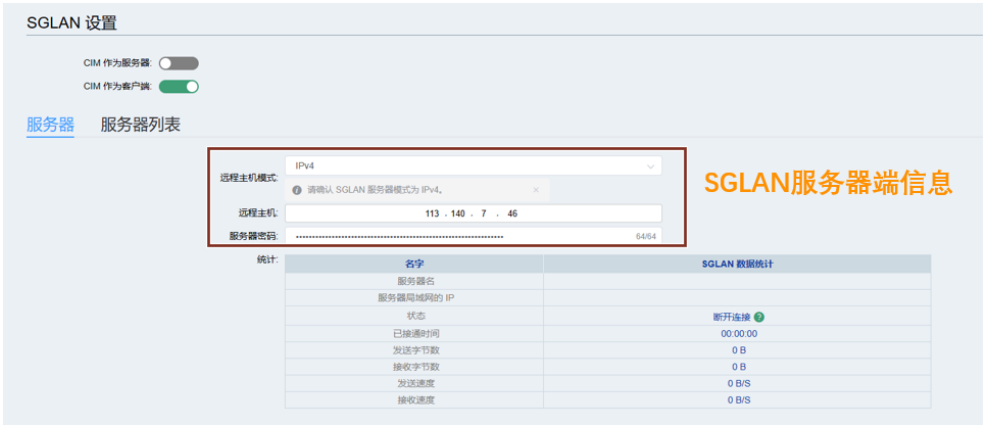 SGLAN 设置
CIM 作为服务器:
CIM 作为客户端:
服务器 服务器列表
远程主机模式: IPv4
请确认 SGLAN 服务器模式为 IPv4。
SGLAN服务器端信息
远程主机: 113 . 140 . 7 . 46
服务器密码: 64/64
统计: 名字 SGLAN 数据统计
服务器名
服务器局域网的 IP
状态 断开连接
已接通时间 00:00:00
发送字节数 0 B
接收字节数 0 B
发送速度 0 B/S
接收速度 0 B/S